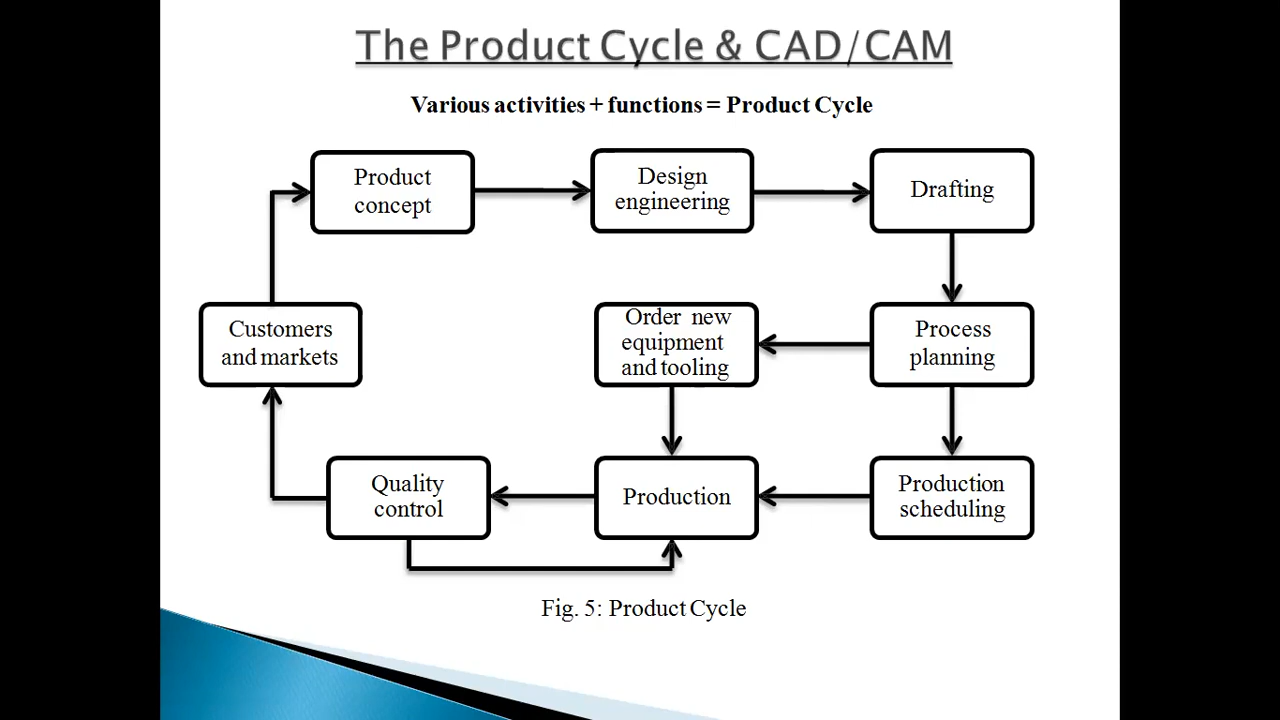 The Product Cycle & CAD/CAM
Various activities + functions = Product Cycle
Product
concept
Design
engineering
Drafting
Customers
and markets
Order new
equipment
and tooling
Process
planning
Quality
control
Production
Production
scheduling
Fig. 5: Product Cycle